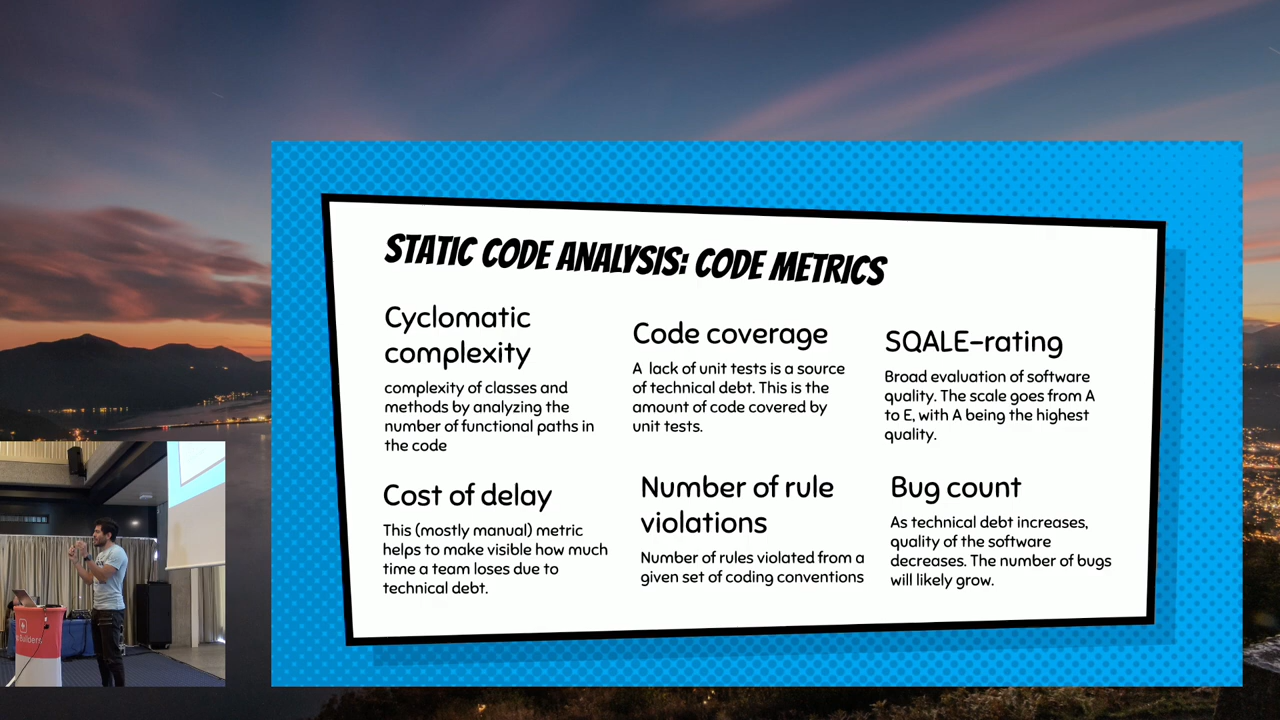 STATIC CODE ANALYSIS: CODE METRICS
Cyclomatic
complexity
complexity of classes and
methods by analyzing the
number of functional paths in
the code
Code coverage
A lack of unit tests is a source
of technical debt. This is the
amount of code covered by
unit tests.
SQALE-rating
Broad evaluation of software
quality. The scale goes from A
to E, with A being the highest
quality.
Cost of delay
This (mostly manual) metric
helps to make visible how much
time a team loses due to
technical debt.
Number of rule
violations
Number of rules violated from a
given set of coding conventions
Bug count
As technical debt increases,
quality of the software
decreases. The number of bugs
will likely grow.
Builders